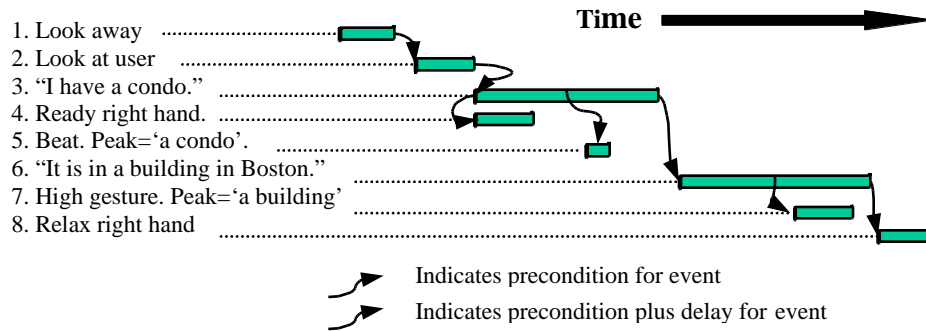 Time
1. Look away
2. Look at user
3. “I have a condo.”
4. Ready right hand.
5. Beat. Peak=‘a condo’.
6. “It is in a building in Boston.”
7. High gesture. Peak=‘a building’
8. Relax right hand
Indicates precondition for event
Indicates precondition plus delay for event